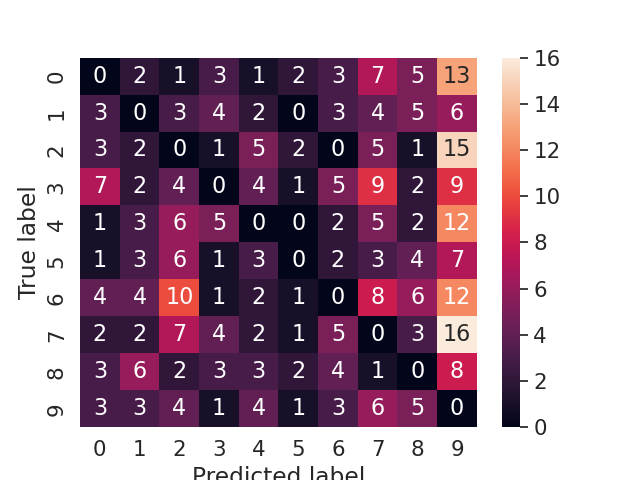 0 2 1 3 1 2 3 7 5 13
3 0 3 4 2 0 3 4 5 6
3 2 0 1 5 2 0 5 1 15
7 2 4 0 4 1 5 9 2 9
1 3 6 5 0 0 2 5 2 12
1 3 6 1 3 0 2 3 4 7
4 4 10 1 2 1 0 8 6 12
2 2 7 4 2 1 5 0 3 16
3 6 2 3 3 2 4 1 0 8
3 3 4 1 4 1 3 6 5 0
0 1 2 3 4 5 6 7 8 9
Predicted label
0 1 2 3 4 5 6 7 8 9
True label
16
14
12
10
8
6
4
2
0